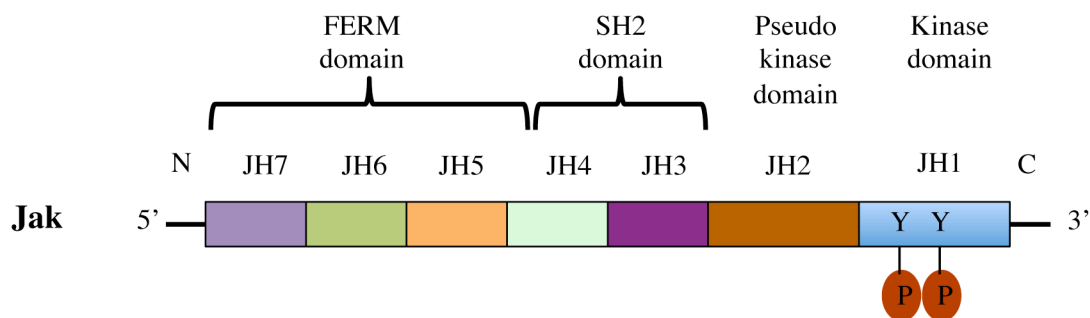 FERM
domain
SH2
domain
Pseudo
kinase
domain
Kinase
domain
N JH7 JH6 JH5 JH4 JH3 JH2 JH1 C
Jak 5’ Y Y 3’
P P